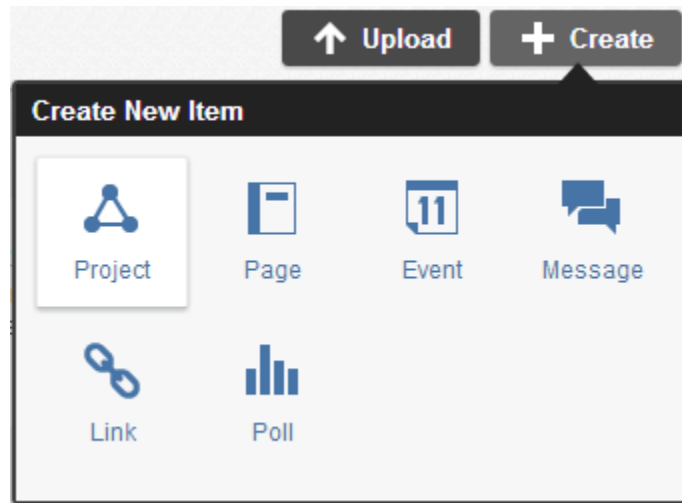 Upload Create
Create New Item
11
Project Page Event Message
Link Poll